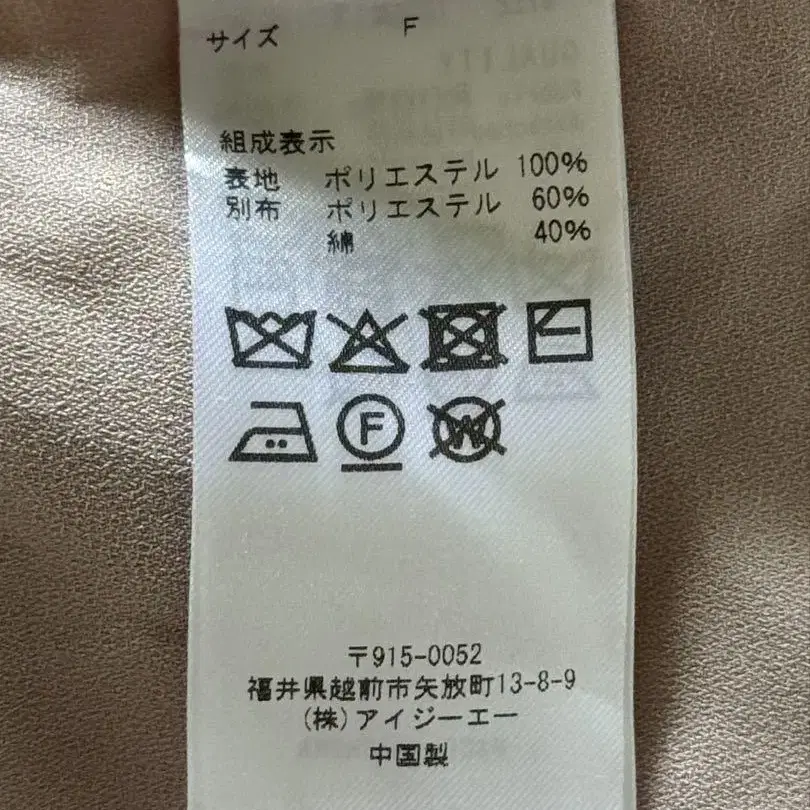 サイズ F
組成表示
表地 ポリエステル 100%
別布 ポリエステル 60%
綿 40%
F
W
〒915-0052
福井県越前市矢放町13-8-9
(株)アイジーエー
中国製